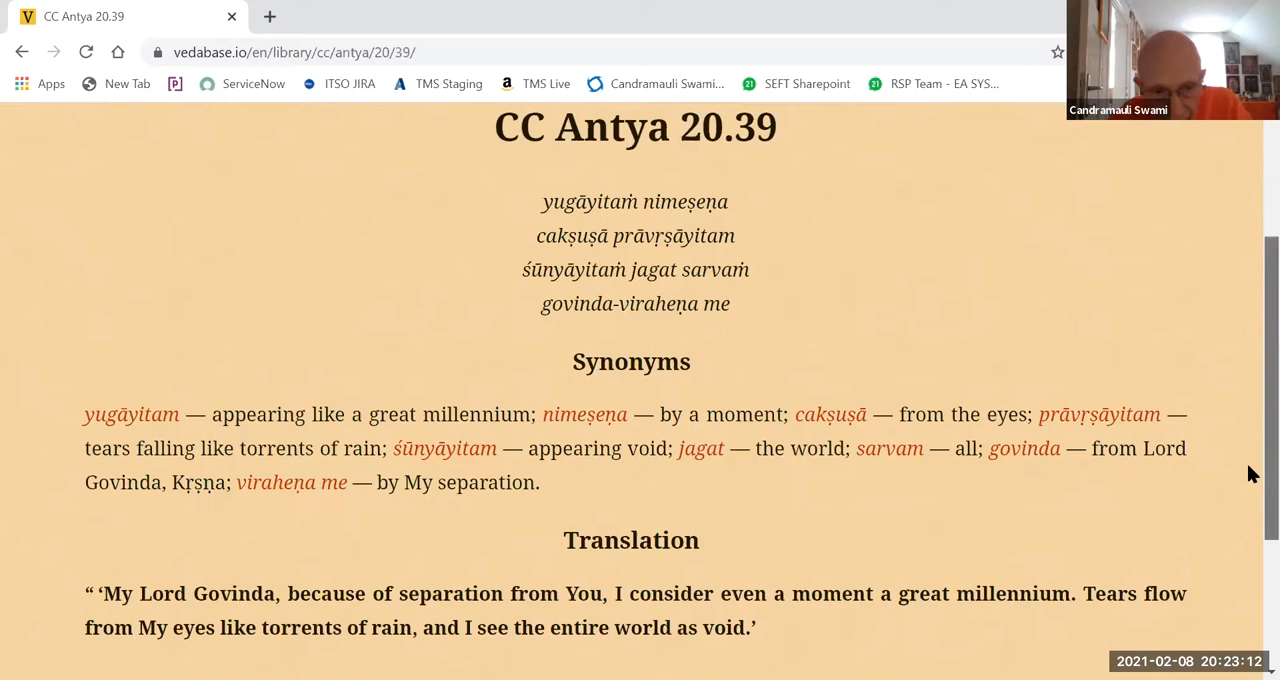 CC Antya 20.39
vedabase.io/en/library/cc/antya/20/39/
Apps New Tab ServiceNow ITSO JIRA TMS Staging TMS Live Candramauli Swami... SEFT Sharepoint RSP Team - EA SYS...
Candramauli Swami
CC Antya 20.39
yugāyitaṁ nimeṣeṇa
cakṣuṣā prāvṛṣāyitam
śūnyāyitaṁ jagat sarvaṁ
govinda-viraheṇa me
Synonyms
yugāyitam — appearing like a great millennium; nimeṣeṇa — by a moment; cakṣuṣā — from the eyes; prāvṛṣāyitam —
tears falling like torrents of rain; śūnyāyitam — appearing void; jagat — the world; sarvam — all; govinda — from Lord
Govinda, Kṛṣṇa; viraheṇa me — by My separation.
Translation
“ ‘My Lord Govinda, because of separation from You, I consider even a moment a great millennium. Tears flow
from My eyes like torrents of rain, and I see the entire world as void.’
2021-02-08 20:23:12